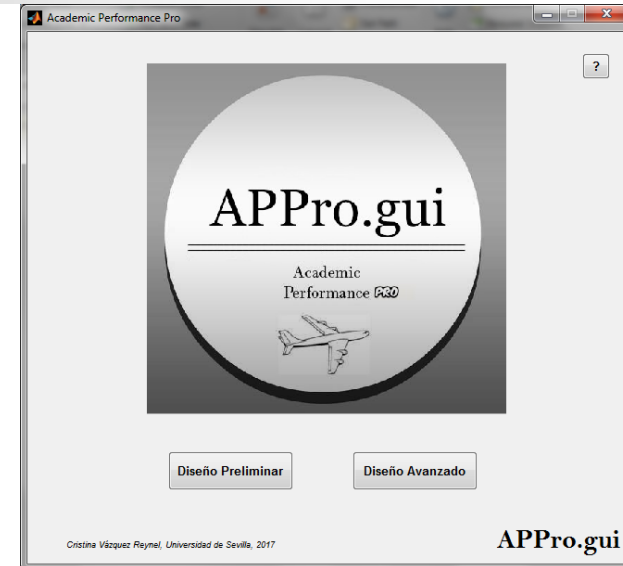 Academic Performance Pro
?
APPro.gui
Academic
Performance PRO
Diseño Preliminar
Diseño Avanzado
Cristina Vázquez Reynel, Universidad de Sevilla, 2017
APPro.gui